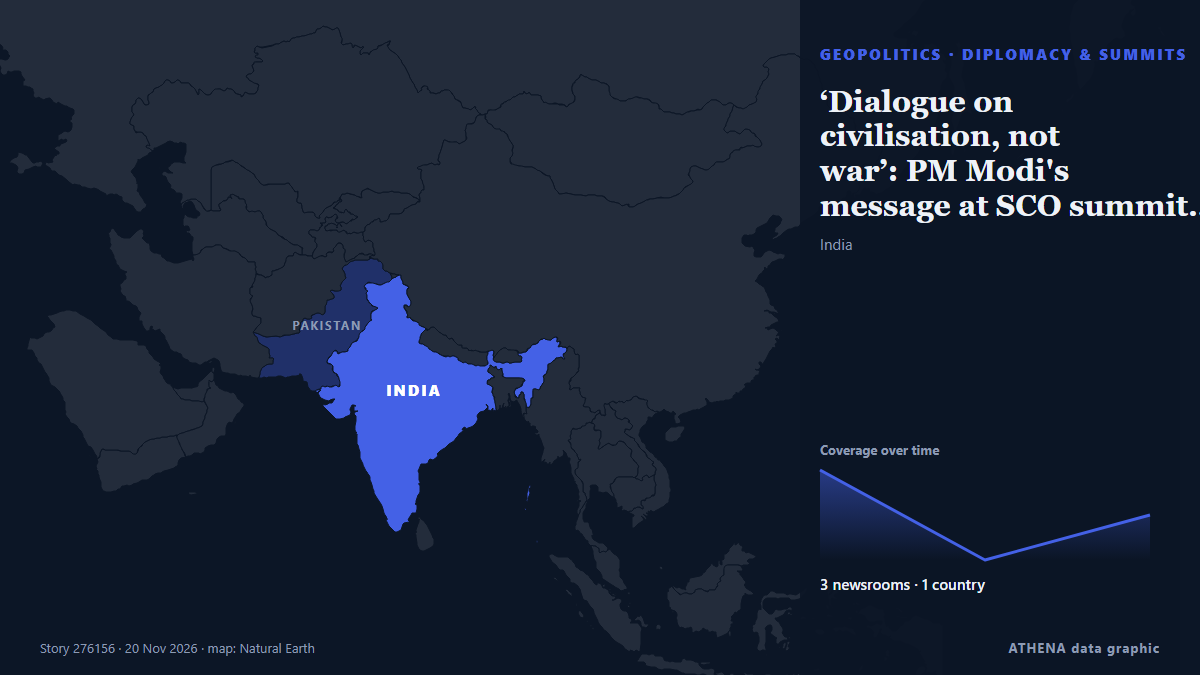 GEOPOLITICS · DIPLOMACY & SUMMITS
‘Dialogue on
civilisation, not
war’: PM Modi's
message at SCO summit..
India
PAKISTAN
INDIA
Coverage over time
3 newsrooms · 1 country
Story 276156 · 20 Nov 2026 · map: Natural Earth
ATHENA data graphic